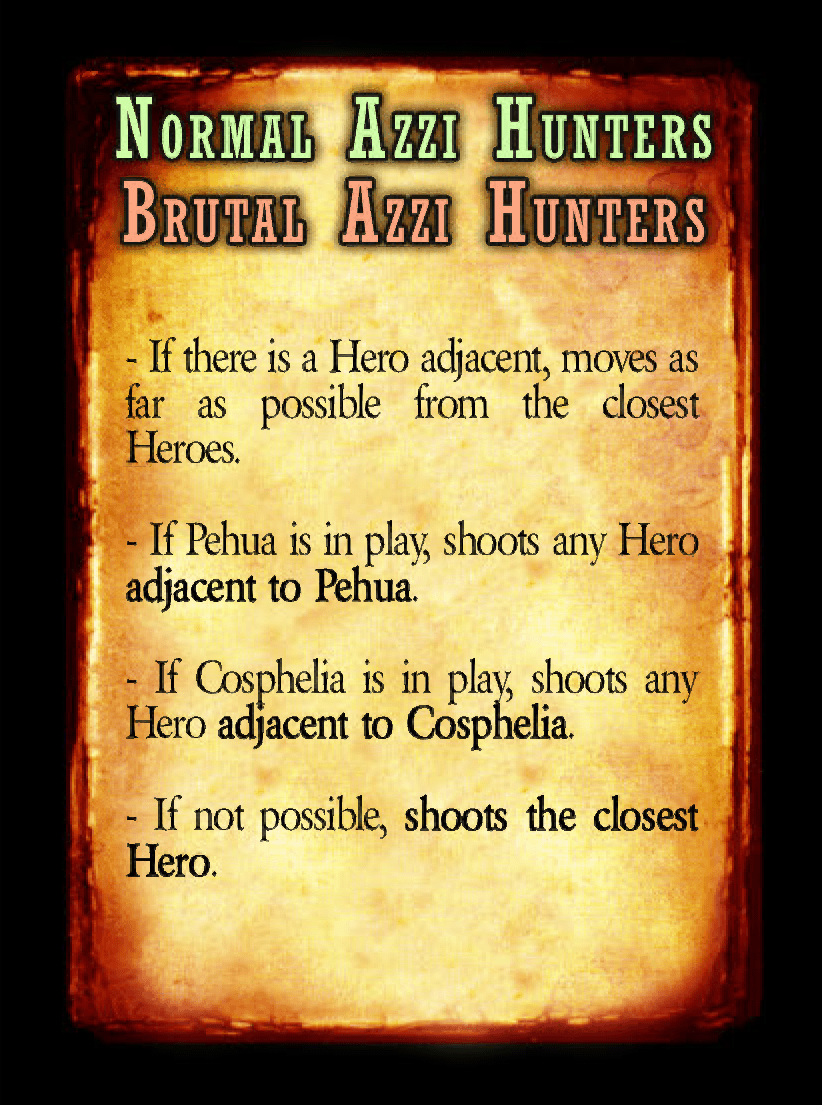 Normal Azzi Hunters
Brutal Azzi Hunters
- If there is a Hero adjacent, moves as
far as possible from the closest
Heroes.
- If Pehua is in play, shoots any Hero
adjacent to Pehua.
- If Cosphelia is in play, shoots any
Hero adjacent to Cosphelia.
- If not possible, shoots the closest
Hero.